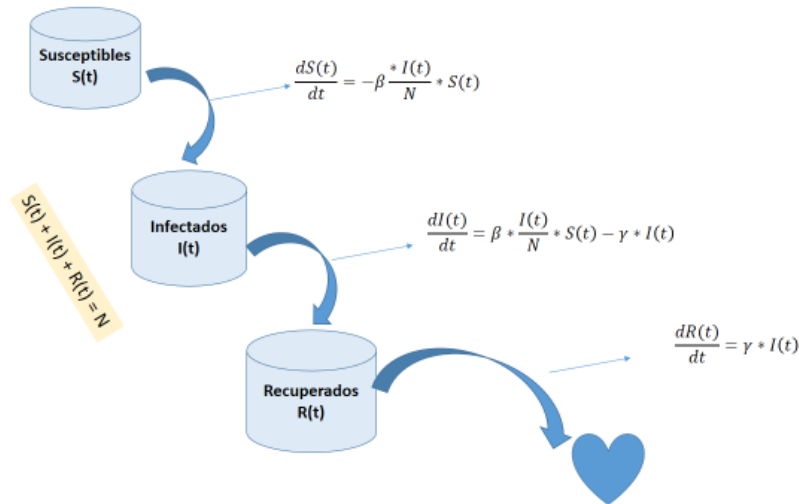 Susceptibles
S(t)
dS(t)/dt = −β * I(t)/N * S(t)
Infectados
I(t)
S(t) + I(t) + R(t) = N
dI(t)/dt = β * I(t)/N * S(t) − γ * I(t)
Recuperados
R(t)
dR(t)/dt = γ * I(t)